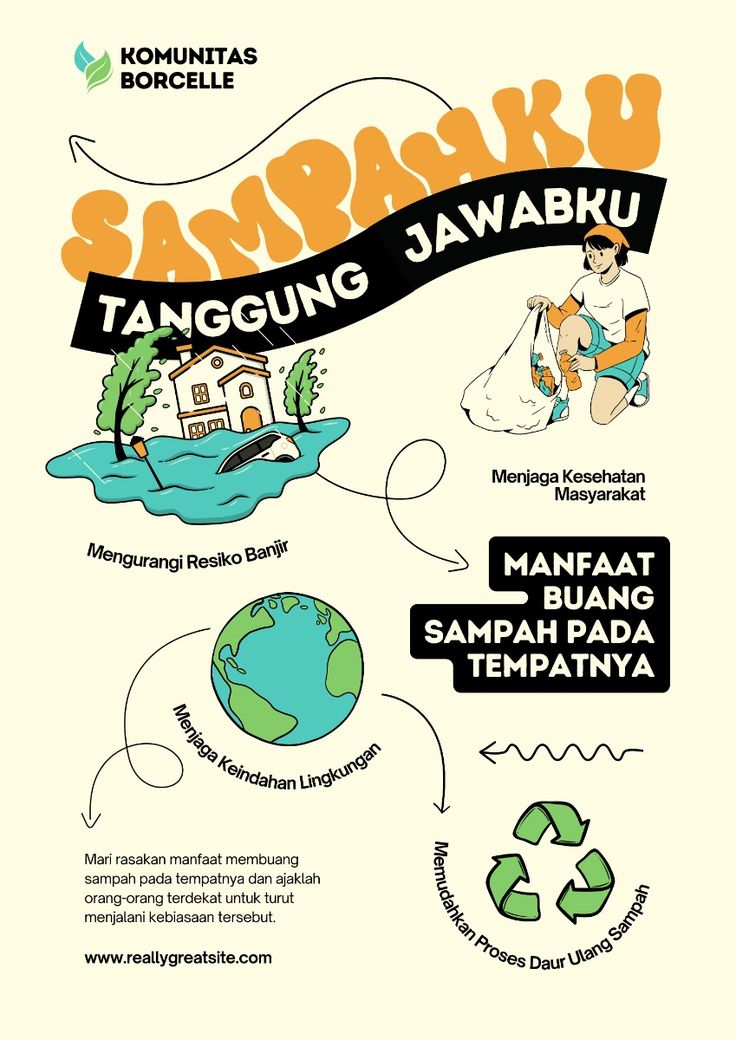 KOMUNITAS
BORCELLE
SAMPAHKU
TANGGUNG JAWABKU
Menjaga Kesehatan
Masyarakat
Mengurangi Resiko Banjir
MANFAAT
BUANG
SAMPAH PADA
TEMPATNYA
Menjaga Keindahan Lingkungan
Memudahkan Proses Daur Ulang Sampah
Mari rasakan manfaat membuang
sampah pada tempatnya dan ajaklah
orang-orang terdekat untuk turut
menjalani kebiasaan tersebut.
www.reallygreatsite.com